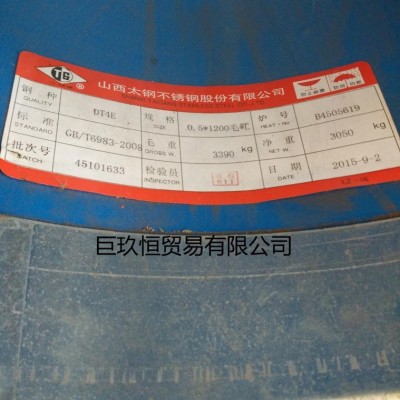 TG
®
山西太钢不锈钢股份有限公司
钢种 QUALITY DT4E 规格 SIZE 0.5*1200毛边 炉号 HEAT-NO B4505619
标准 STANDARD GB/T6983-2008 毛重 GROSS W. 3390 kg 净重 NET W. 3050 kg
批次号 BATCH 45101633 检验员 INSPECTOR 日期 DATE 2015-9-2
巨玖恒贸易有限公司